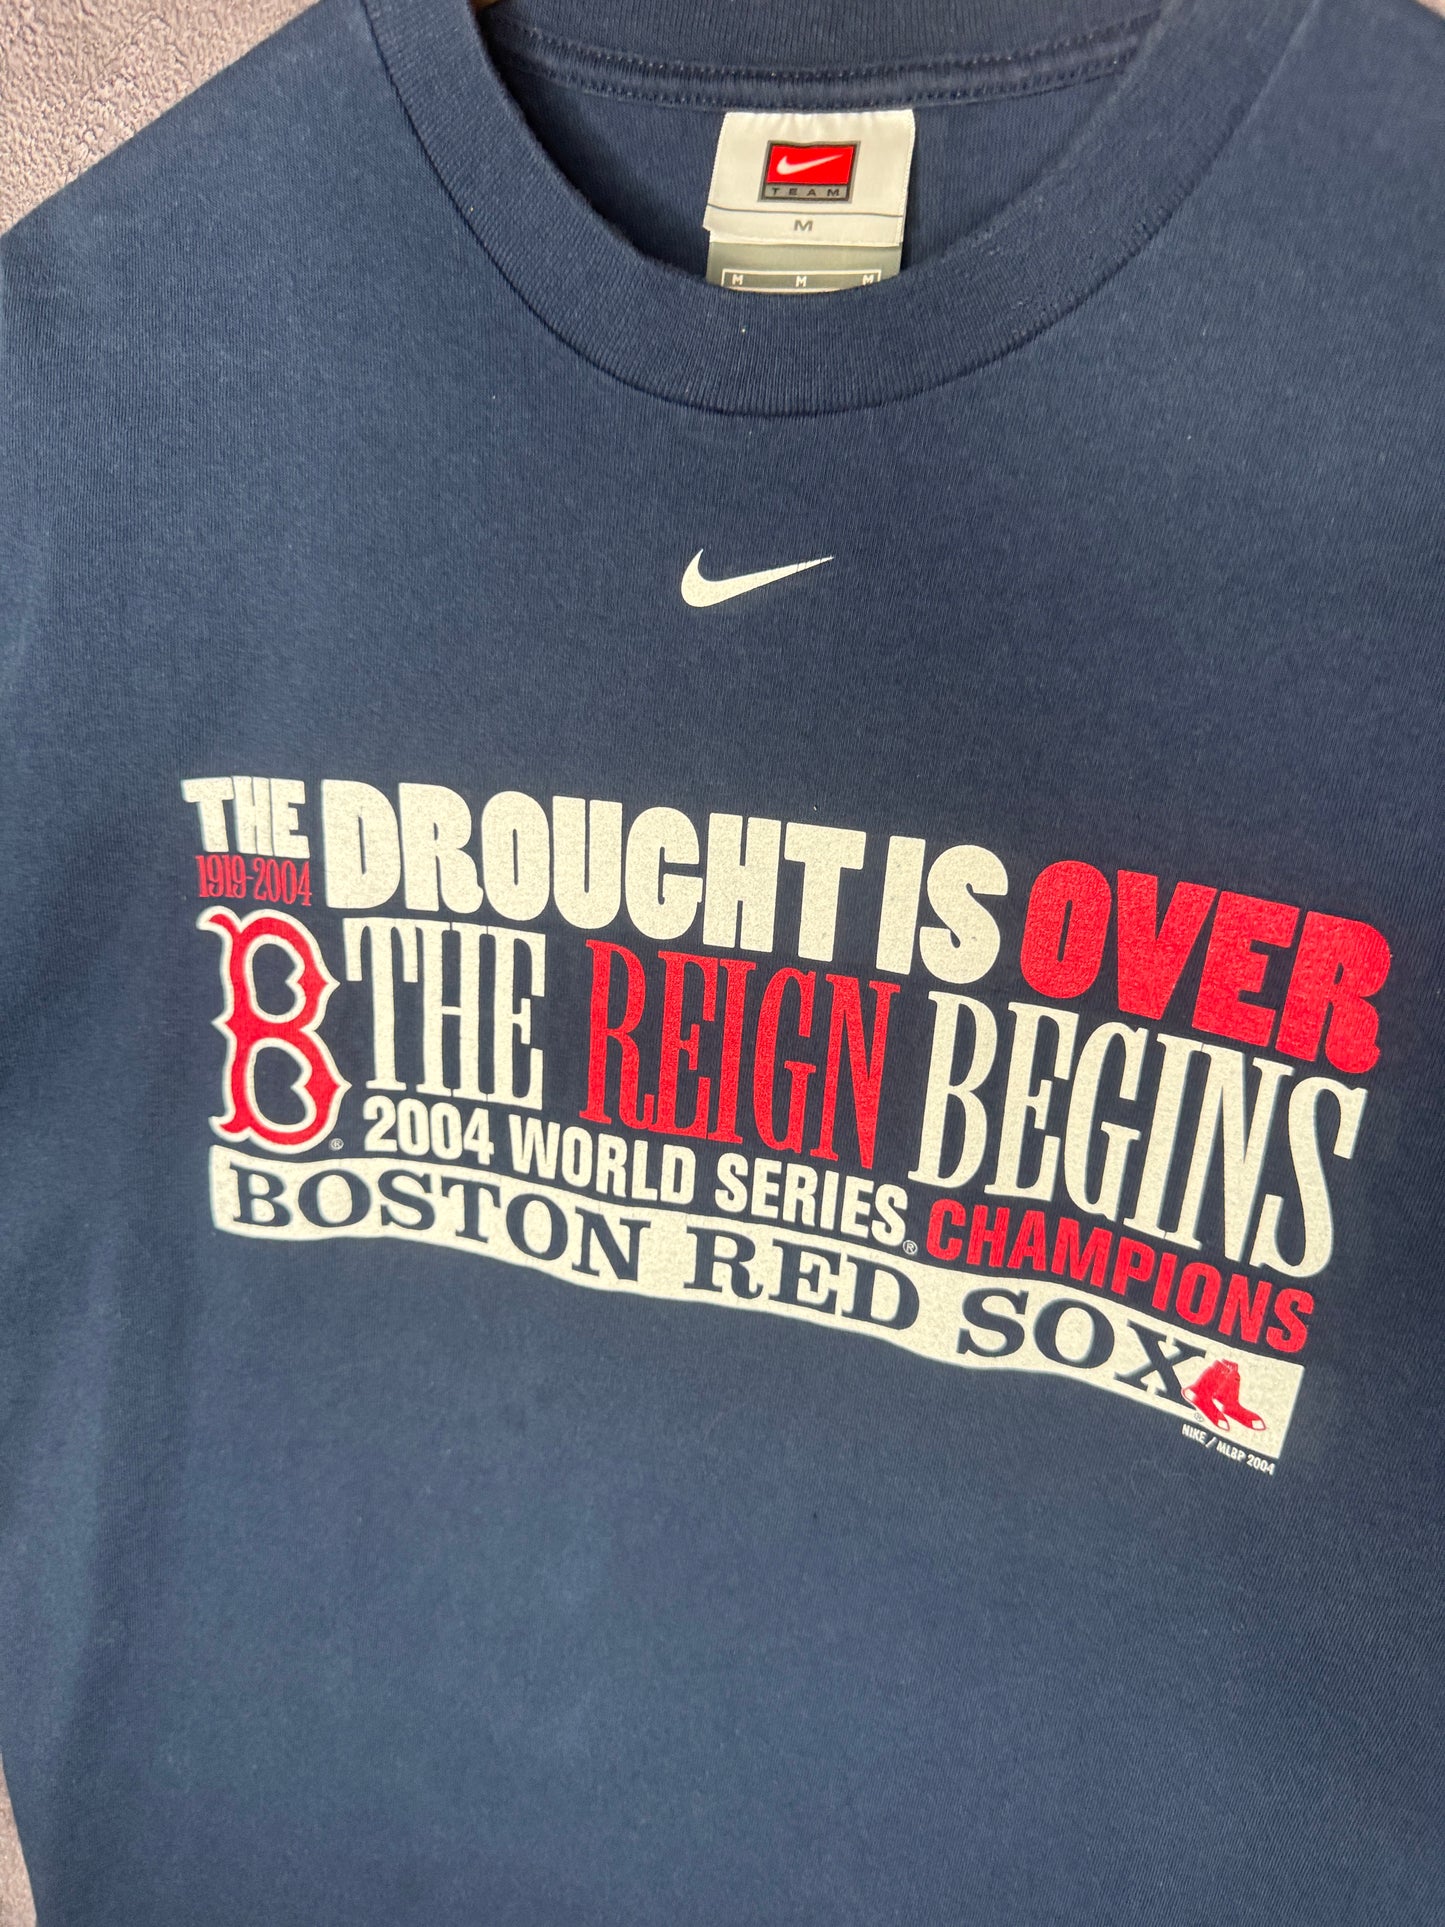 TEAM
M
M M M
THE DROUGHT IS OVER
1919-2004
B THE REIGN BEGINS
® 2004 WORLD SERIES® CHAMPIONS
BOSTON RED SOX
®
NIKE / MLBP 2004